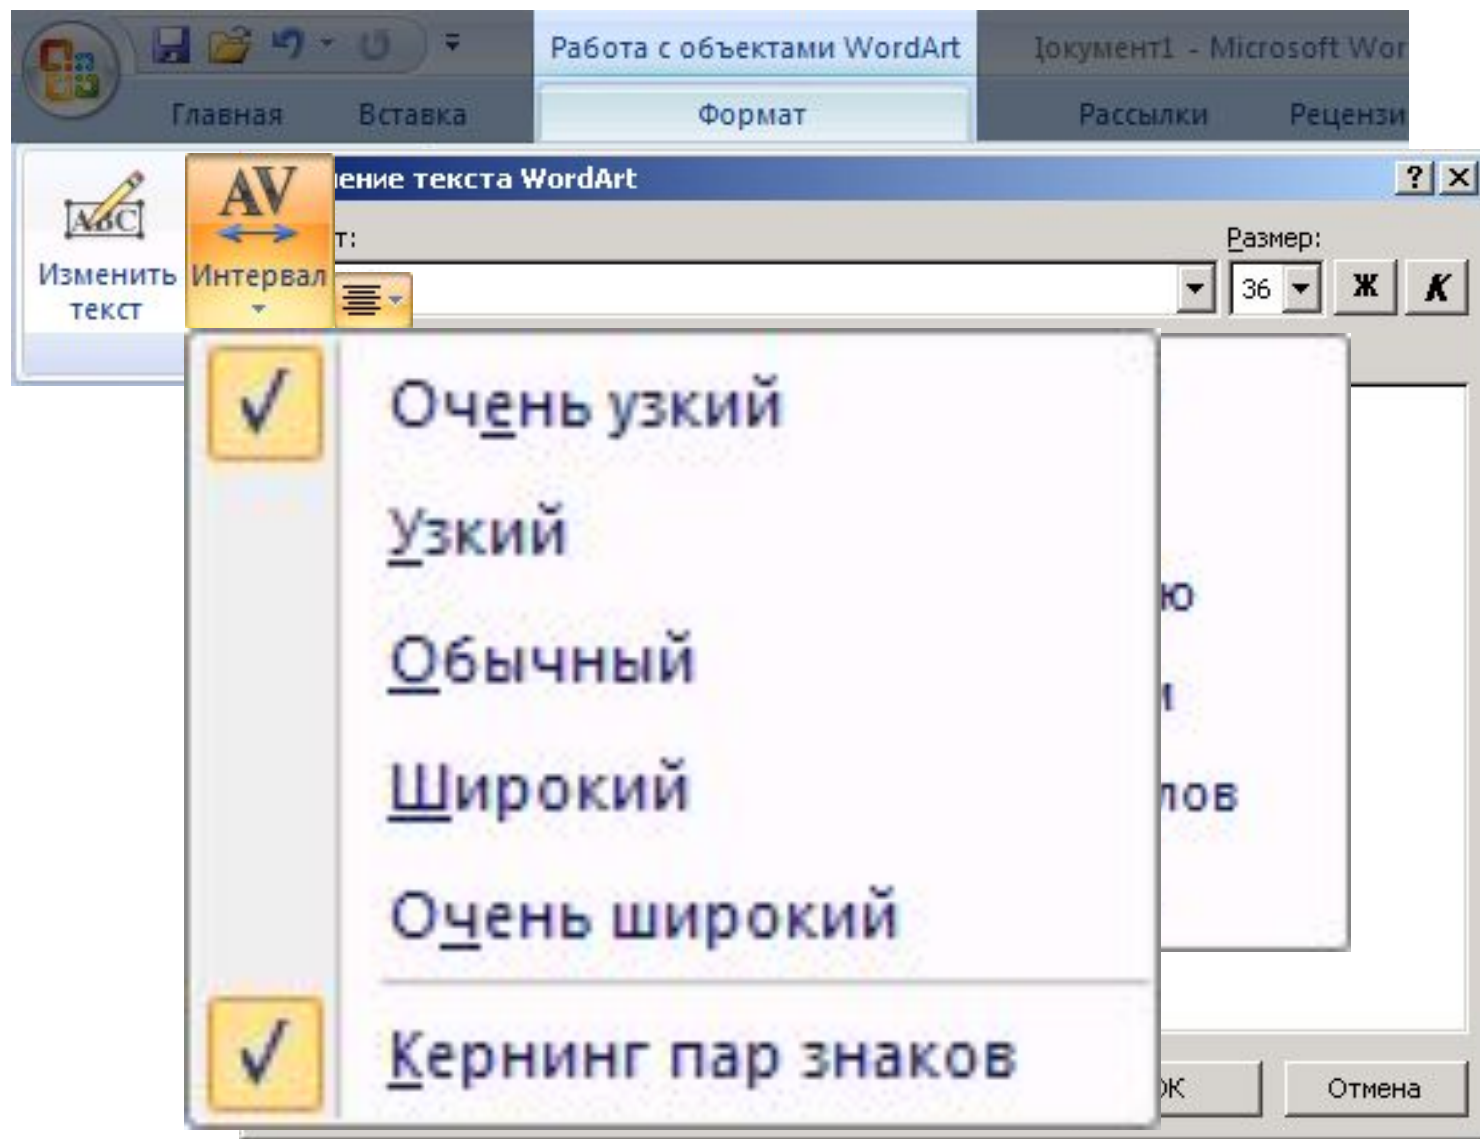 Работа с объектами WordArt
]окумент1 - Microsoft Wor
Главная
Вставка
Формат
Рассылки
Рецензи
ABC
Изменить
текст
AV
Интервал
ение текста WordArt
т:
Размер:
36
Ж
К
Очень узкий
Узкий
Обычный
Широкий
Очень широкий
Кернинг пар знаков
ю
лов
Отмена